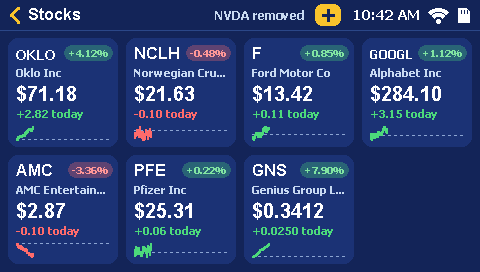 Stocks
NVDA removed
10:42 AM
OKLO +4.12%
Oklo Inc
$71.18
+2.82 today
NCLH -0.48%
Norwegian Cru...
$21.63
-0.10 today
F +0.85%
Ford Motor Co
$13.42
+0.11 today
GOOGL +1.12%
Alphabet Inc
$284.10
+3.15 today
AMC -3.36%
AMC Entertain...
$2.87
-0.10 today
PFE +0.22%
Pfizer Inc
$25.31
+0.06 today
GNS +7.90%
Genius Group L...
$0.3412
+0.0250 today